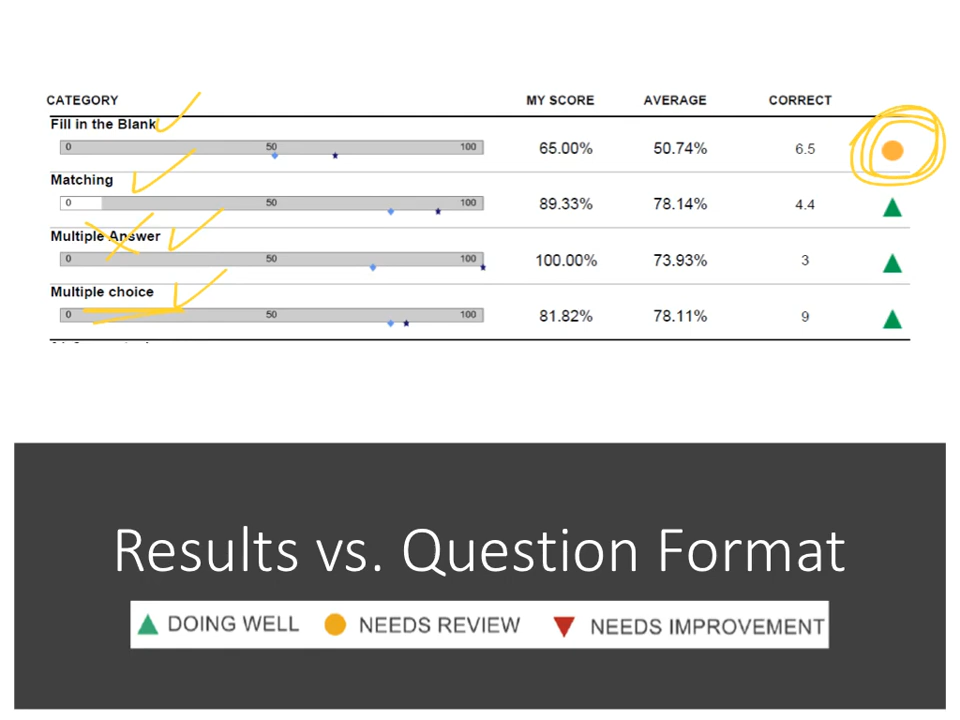 CATEGORY MY SCORE AVERAGE CORRECT
Fill in the Blank
0 50 100 65.00% 50.74% 6.5
Matching
0 50 100 89.33% 78.14% 4.4
Multiple Answer
0 50 100 100.00% 73.93% 3
Multiple choice
0 50 100 81.82% 78.11% 9
Results vs. Question Format
DOING WELL NEEDS REVIEW NEEDS IMPROVEMENT